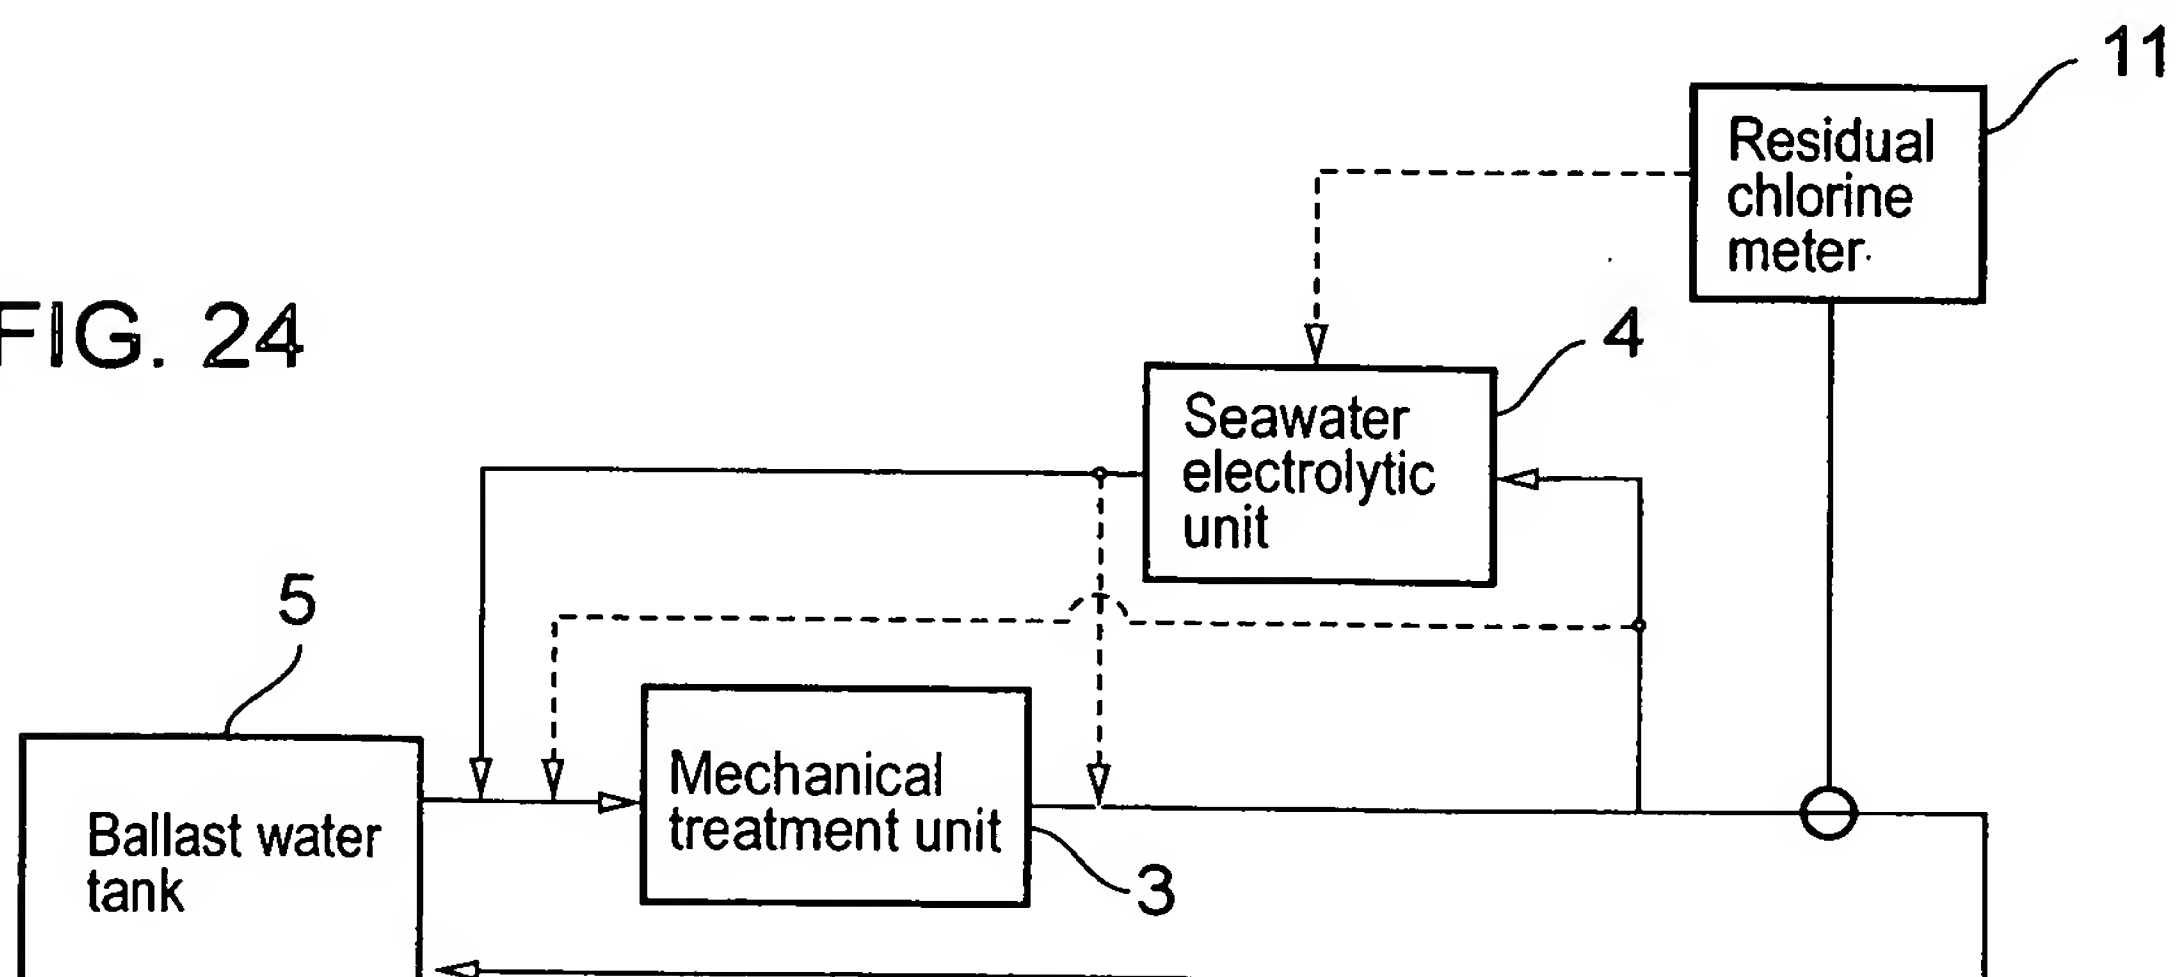 11
Residual
chlorine
meter
FIG. 24
4
Seawater
electrolytic
unit
5
Mechanical
treatment unit
3
Ballast water
tank